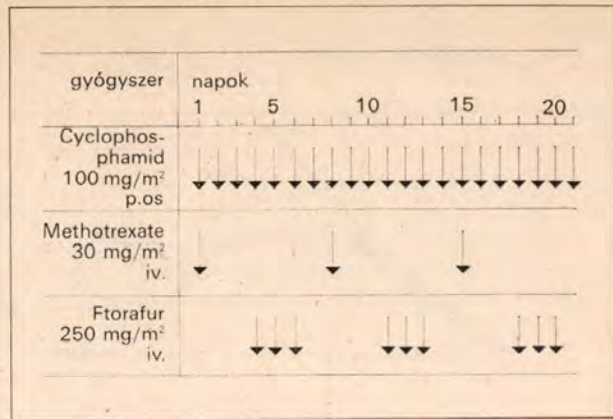 gyógyszer napok
1 5 10 15 20
Cyclophos-
phamid
100 mg/m²
p.os
Methotrexate
30 mg/m²
iv.
Ftorafur
250 mg/m²
iv.